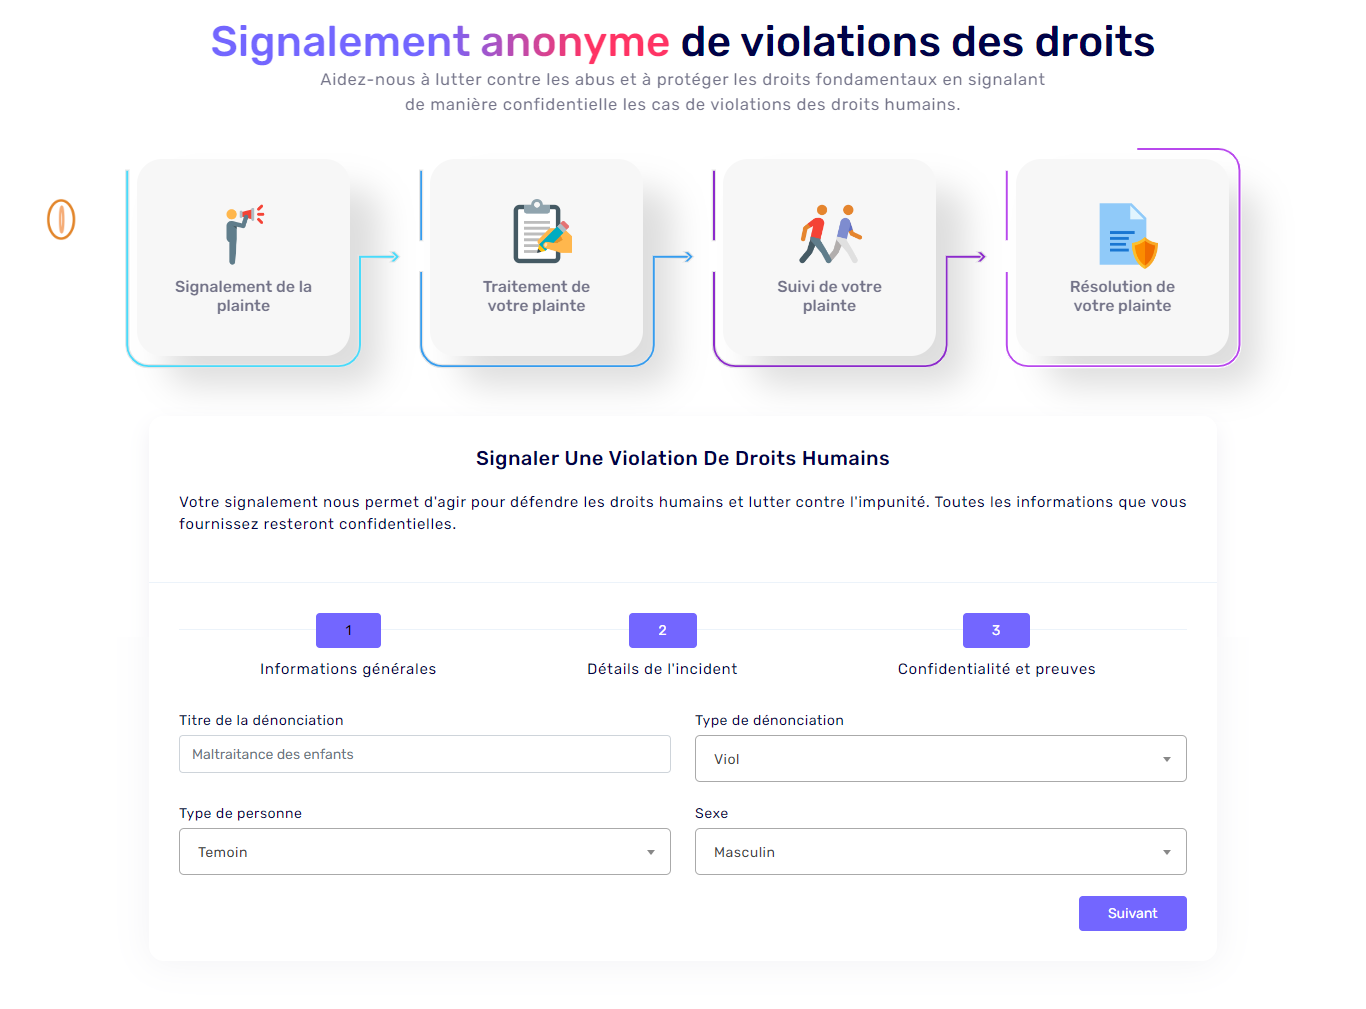 Signalement anonyme de violations des droits
Aidez-nous à lutter contre les abus et à protéger les droits fondamentaux en signalant
de manière confidentielle les cas de violations des droits humains.
Signalement de la
plainte
Traitement de
votre plainte
Suivi de votre
plainte
Résolution de
votre plainte
Signaler Une Violation De Droits Humains
Votre signalement nous permet d'agir pour défendre les droits humains et lutter contre l'impunité. Toutes les informations que vous
fournissez resteront confidentielles.
1
Informations générales
2
Détails de l'incident
3
Confidentialité et preuves
Titre de la dénonciation
Maltraitance des enfants
Type de dénonciation
Viol
Type de personne
Temoin
Sexe
Masculin
Suivant